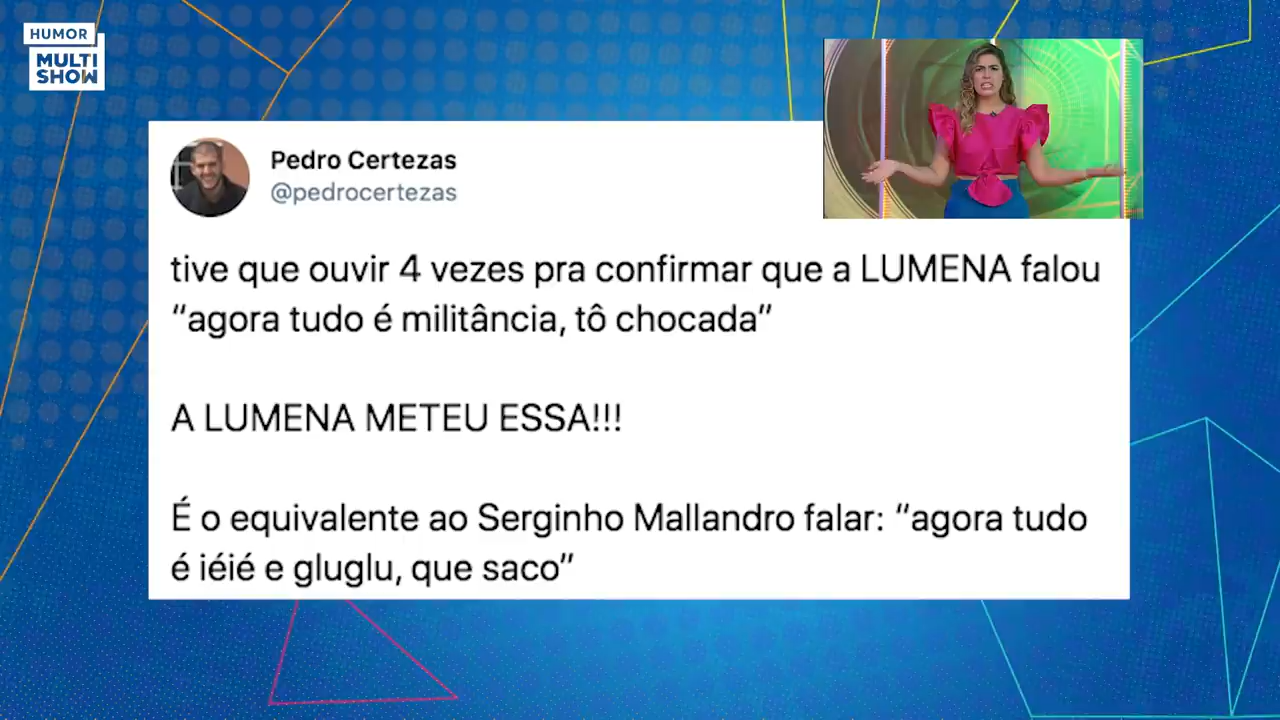 HUMOR
MULTI
SHOW
Pedro Certezas
@pedrocertezas
tive que ouvir 4 vezes pra confirmar que a LUMENA falou
“agora tudo é militância, tô chocada”
A LUMENA METEU ESSA!!!
É o equivalente ao Serginho Mallandro falar: “agora tudo
é iéié e gluglu, que saco”